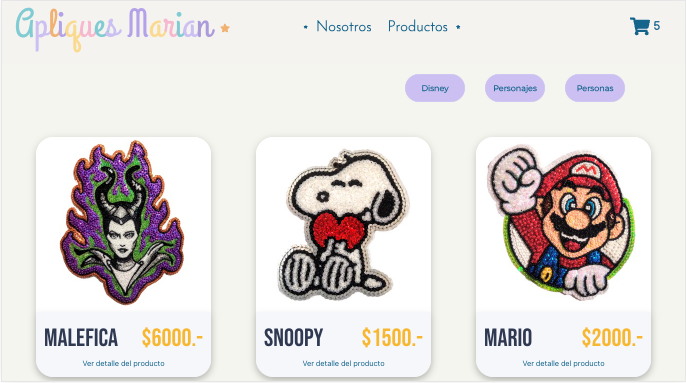 Apliques Marian
Nosotros Productos
5
Disney Personajes Personas
M
MALEFICA $6000.-
SNOOPY $1500.-
MARIO $2000.-
Ver detalle del producto
Ver detalle del producto
Ver detalle del producto